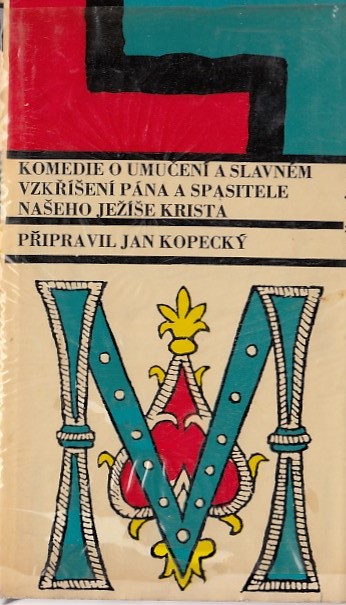 KOMEDIE O UMUČENÍ A SLAVNÉM
VZKŘÍŠENÍ PÁNA A SPASITELE
NAŠEHO JEŽÍŠE KRISTA
PŘIPRAVIL JAN KOPECKÝ
M